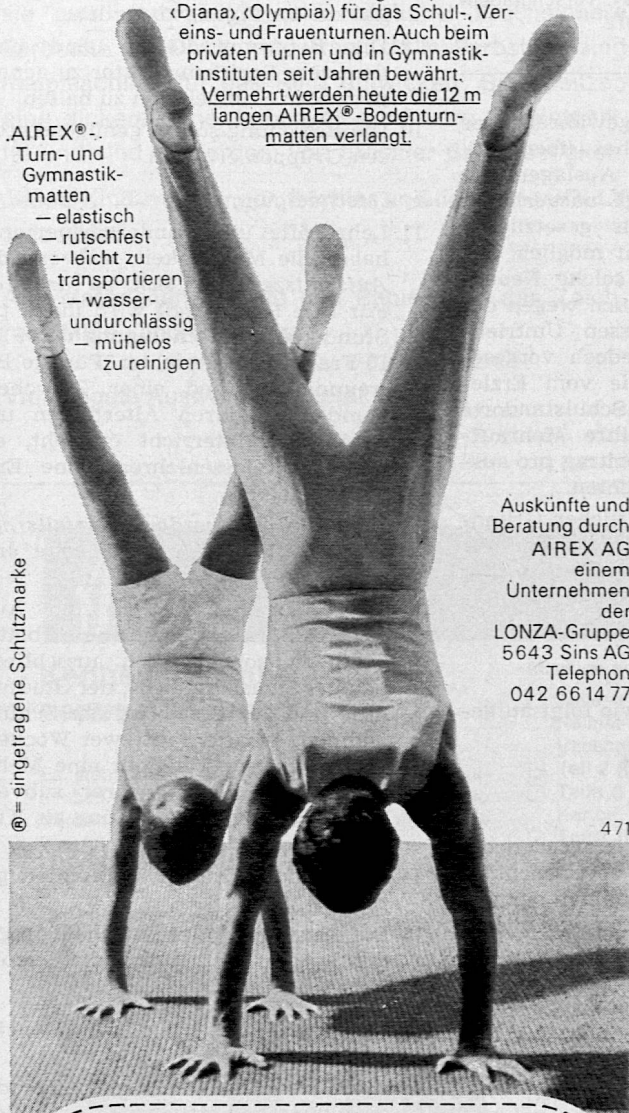 ‹Diana›, ‹Olympia›) für das Schul-, Ver-
eins- und Frauenturnen. Auch beim
privaten Turnen und in Gymnastik-
instituten seit Jahren bewährt.
Vermehrt werden heute die 12 m
langen AIREX®-Bodenturn-
matten verlangt.
AIREX®-
Turn- und
Gymnastik-
matten
— elastisch
— rutschfest
— leicht zu
transportieren
— wasser-
undurchlässig
— mühelos
zu reinigen
Auskünfte und
Beratung durch
AIREX AG
einem
Unternehmen
der
LONZA-Gruppe
5643 Sins AG
Telephon
042 66 14 77
® = eingetragene Schutzmarke
471